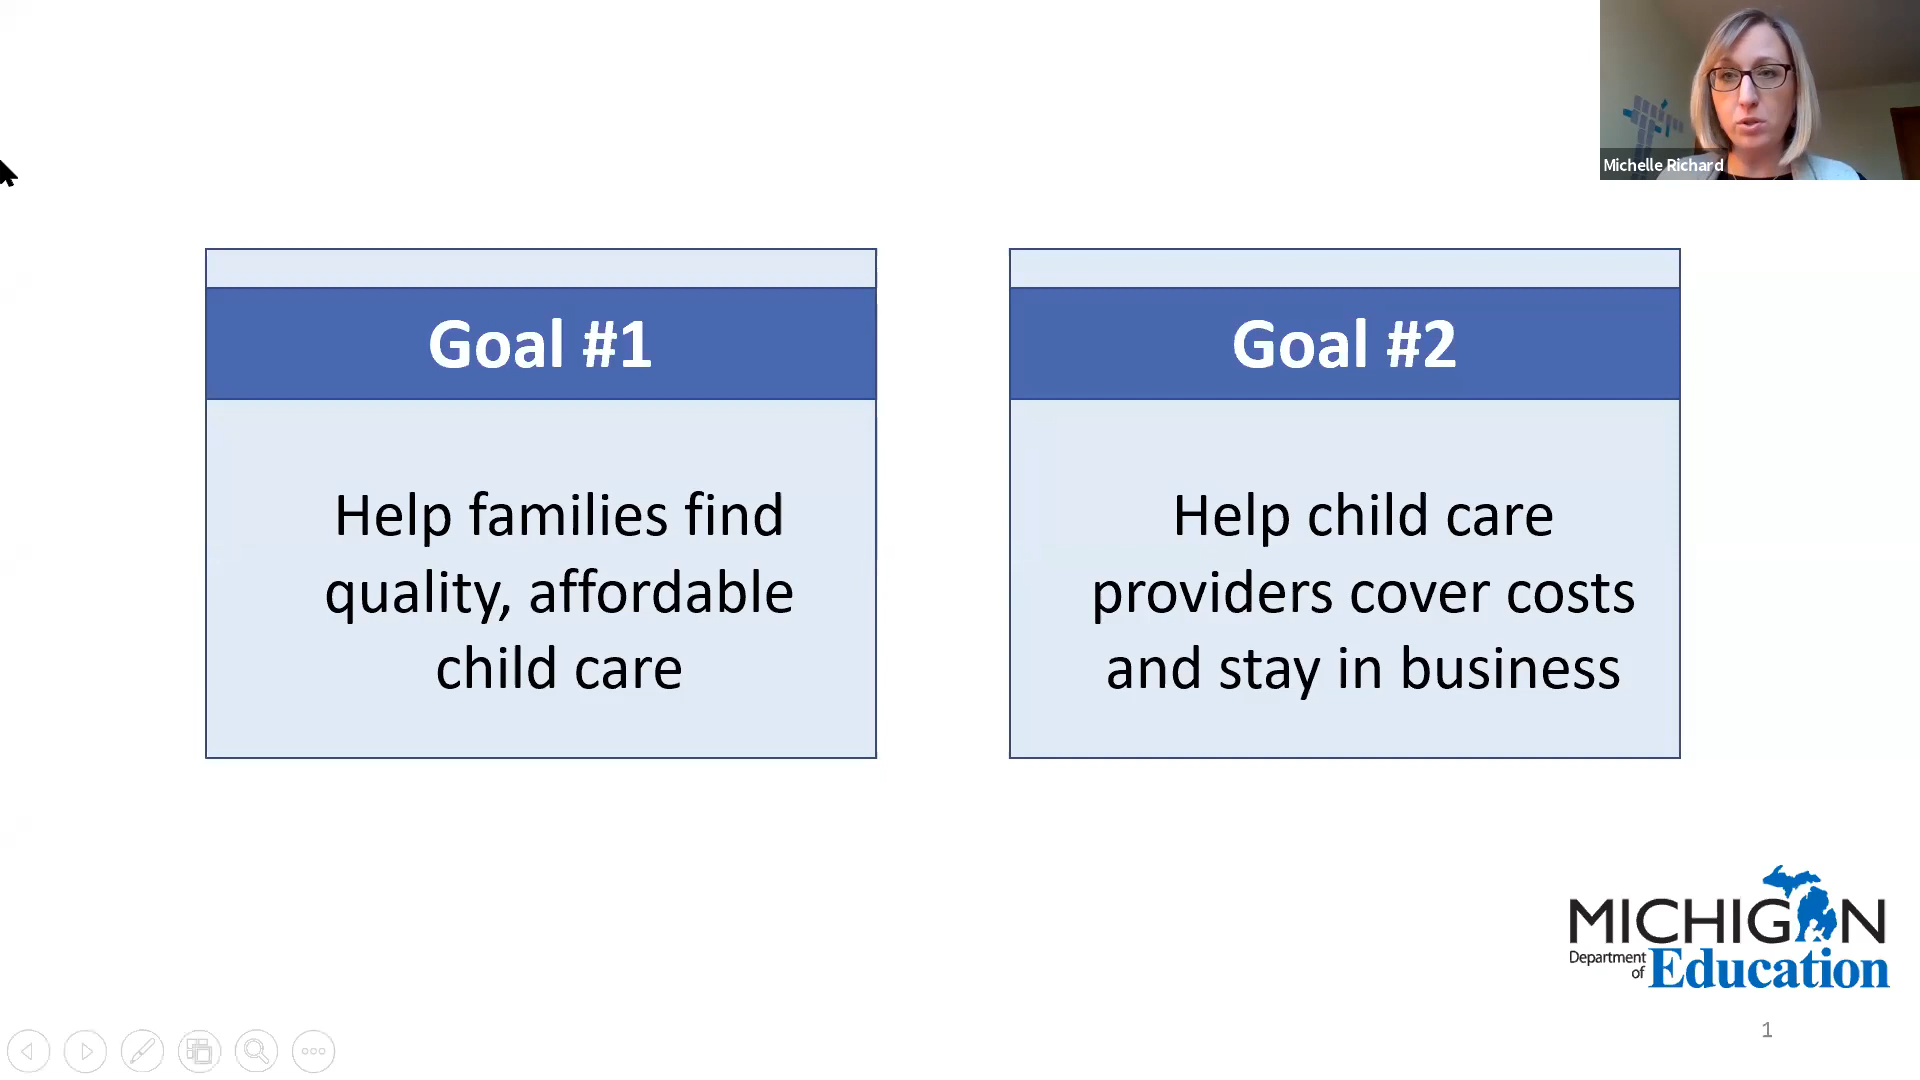 Michelle Richard
Goal #1
Help families find
quality, affordable
child care
Goal #2
Help child care
providers cover costs
and stay in business
MICHIGAN
Department
of
Education
1